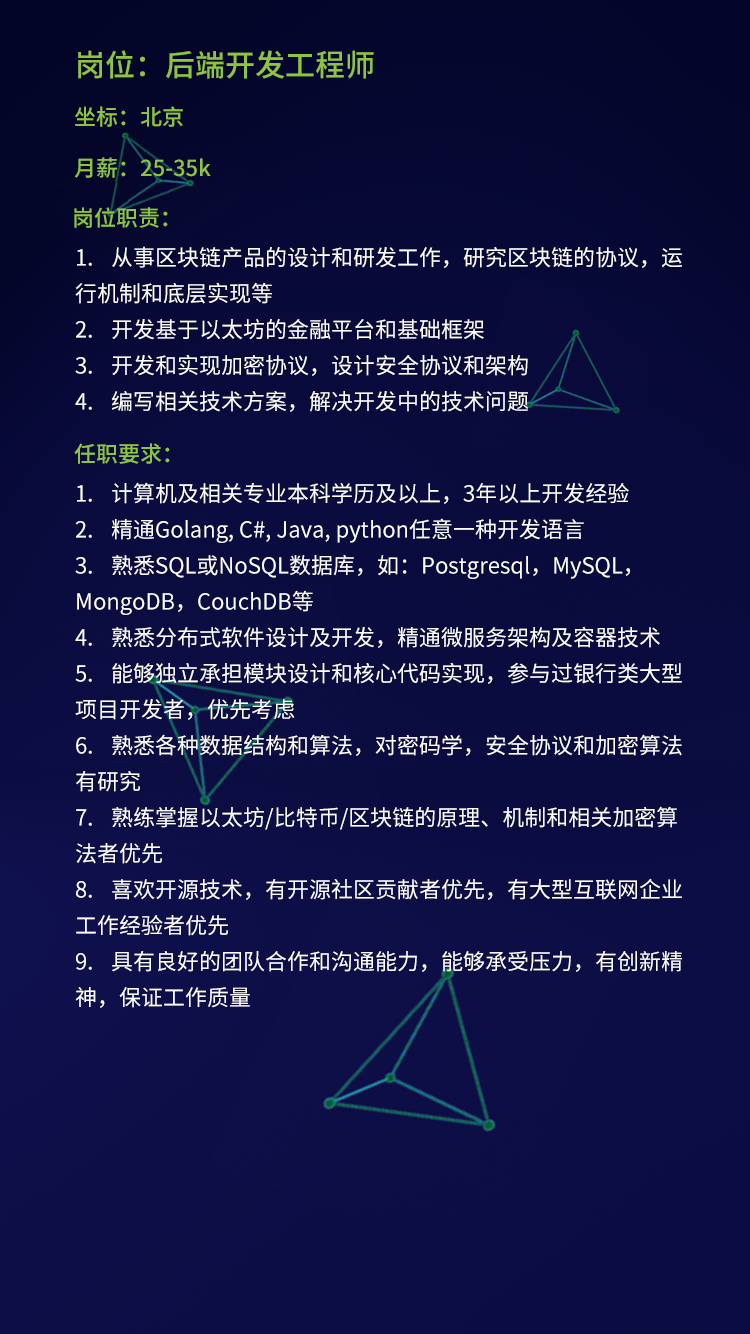 岗位：后端开发工程师
坐标：北京
月薪：25-35k
岗位职责：
1. 从事区块链产品的设计和研发工作，研究区块链的协议，运
行机制和底层实现等
2. 开发基于以太坊的金融平台和基础框架
3. 开发和实现加密协议，设计安全协议和架构
4. 编写相关技术方案，解决开发中的技术问题
任职要求：
1. 计算机及相关专业本科学历及以上，3年以上开发经验
2. 精通Golang, C#, Java, python任意一种开发语言
3. 熟悉SQL或NoSQL数据库，如：Postgresql，MySQL，
MongoDB，CouchDB等
4. 熟悉分布式软件设计及开发，精通微服务架构及容器技术
5. 能够独立承担模块设计和核心代码实现，参与过银行类大型
项目开发者，优先考虑
6. 熟悉各种数据结构和算法，对密码学，安全协议和加密算法
有研究
7. 熟练掌握以太坊/比特币/区块链的原理、机制和相关加密算
法者优先
8. 喜欢开源技术，有开源社区贡献者优先，有大型互联网企业
工作经验者优先
9. 具有良好的团队合作和沟通能力，能够承受压力，有创新精
神，保证工作质量